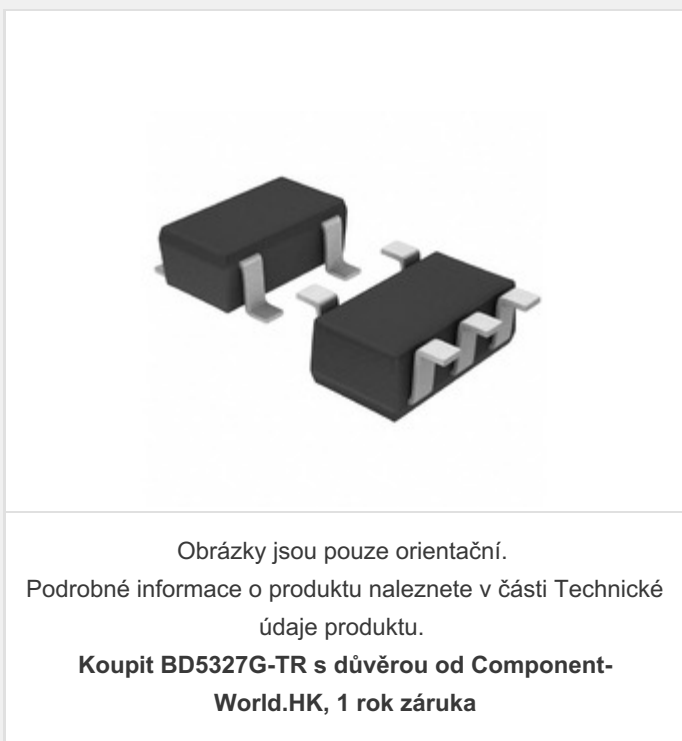 Obrázky jsou pouze orientační.
Podrobné informace o produktu naleznete v části Technické
údaje produktu.
Koupit BD5327G-TR s důvěrou od Component-
World.HK, 1 rok záruka